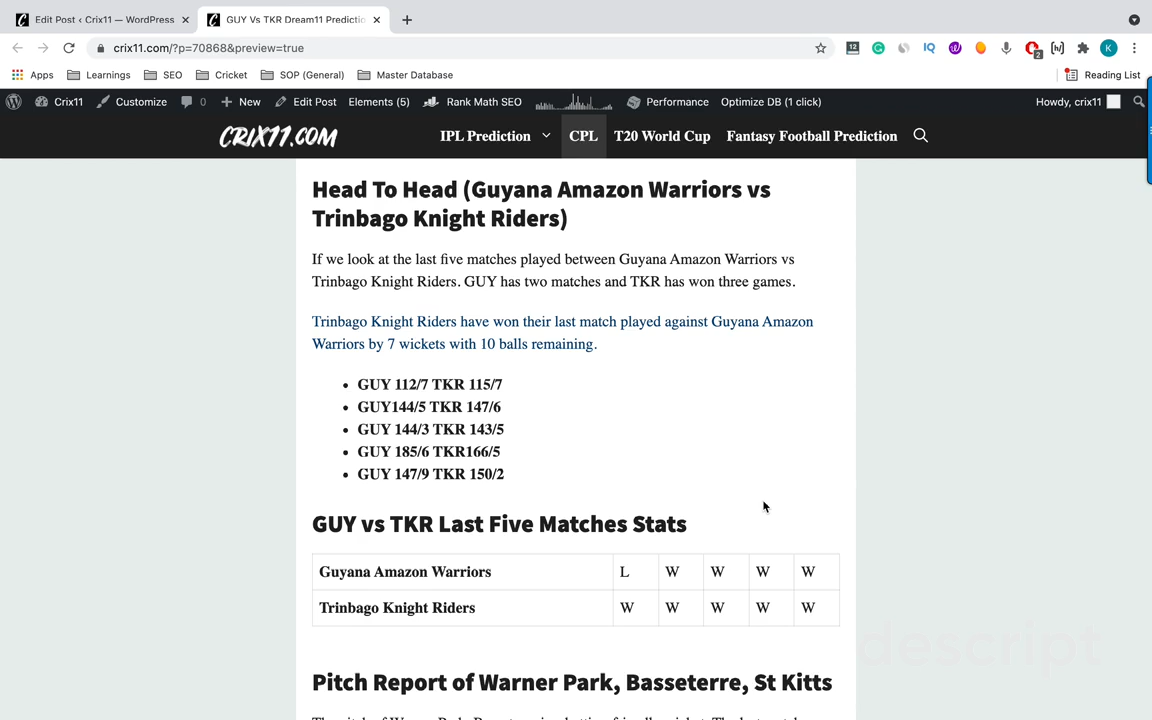 Edit Post ‹ Crix11 — WordPress
GUY Vs TKR Dream11 Predictio
crix11.com/?p=70868&preview=true
12
IQ
2
K
Apps
Learnings
SEO
Cricket
SOP (General)
Master Database
Reading List
Crix11
Customize
0
New
Edit Post
Elements (5)
Rank Math SEO
Performance
Optimize DB (1 click)
Howdy, crix11
CRIX11.COM
IPL Prediction
CPL
T20 World Cup
Fantasy Football Prediction
Head To Head (Guyana Amazon Warriors vs
Trinbago Knight Riders)
If we look at the last five matches played between Guyana Amazon Warriors vs
Trinbago Knight Riders. GUY has two matches and TKR has won three games.
Trinbago Knight Riders have won their last match played against Guyana Amazon
Warriors by 7 wickets with 10 balls remaining.
• GUY 112/7 TKR 115/7
• GUY144/5 TKR 147/6
• GUY 144/3 TKR 143/5
• GUY 185/6 TKR166/5
• GUY 147/9 TKR 150/2
GUY vs TKR Last Five Matches Stats
Guyana Amazon Warriors L W W W W
Trinbago Knight Riders W W W W W
descript
Pitch Report of Warner Park, Basseterre, St Kitts